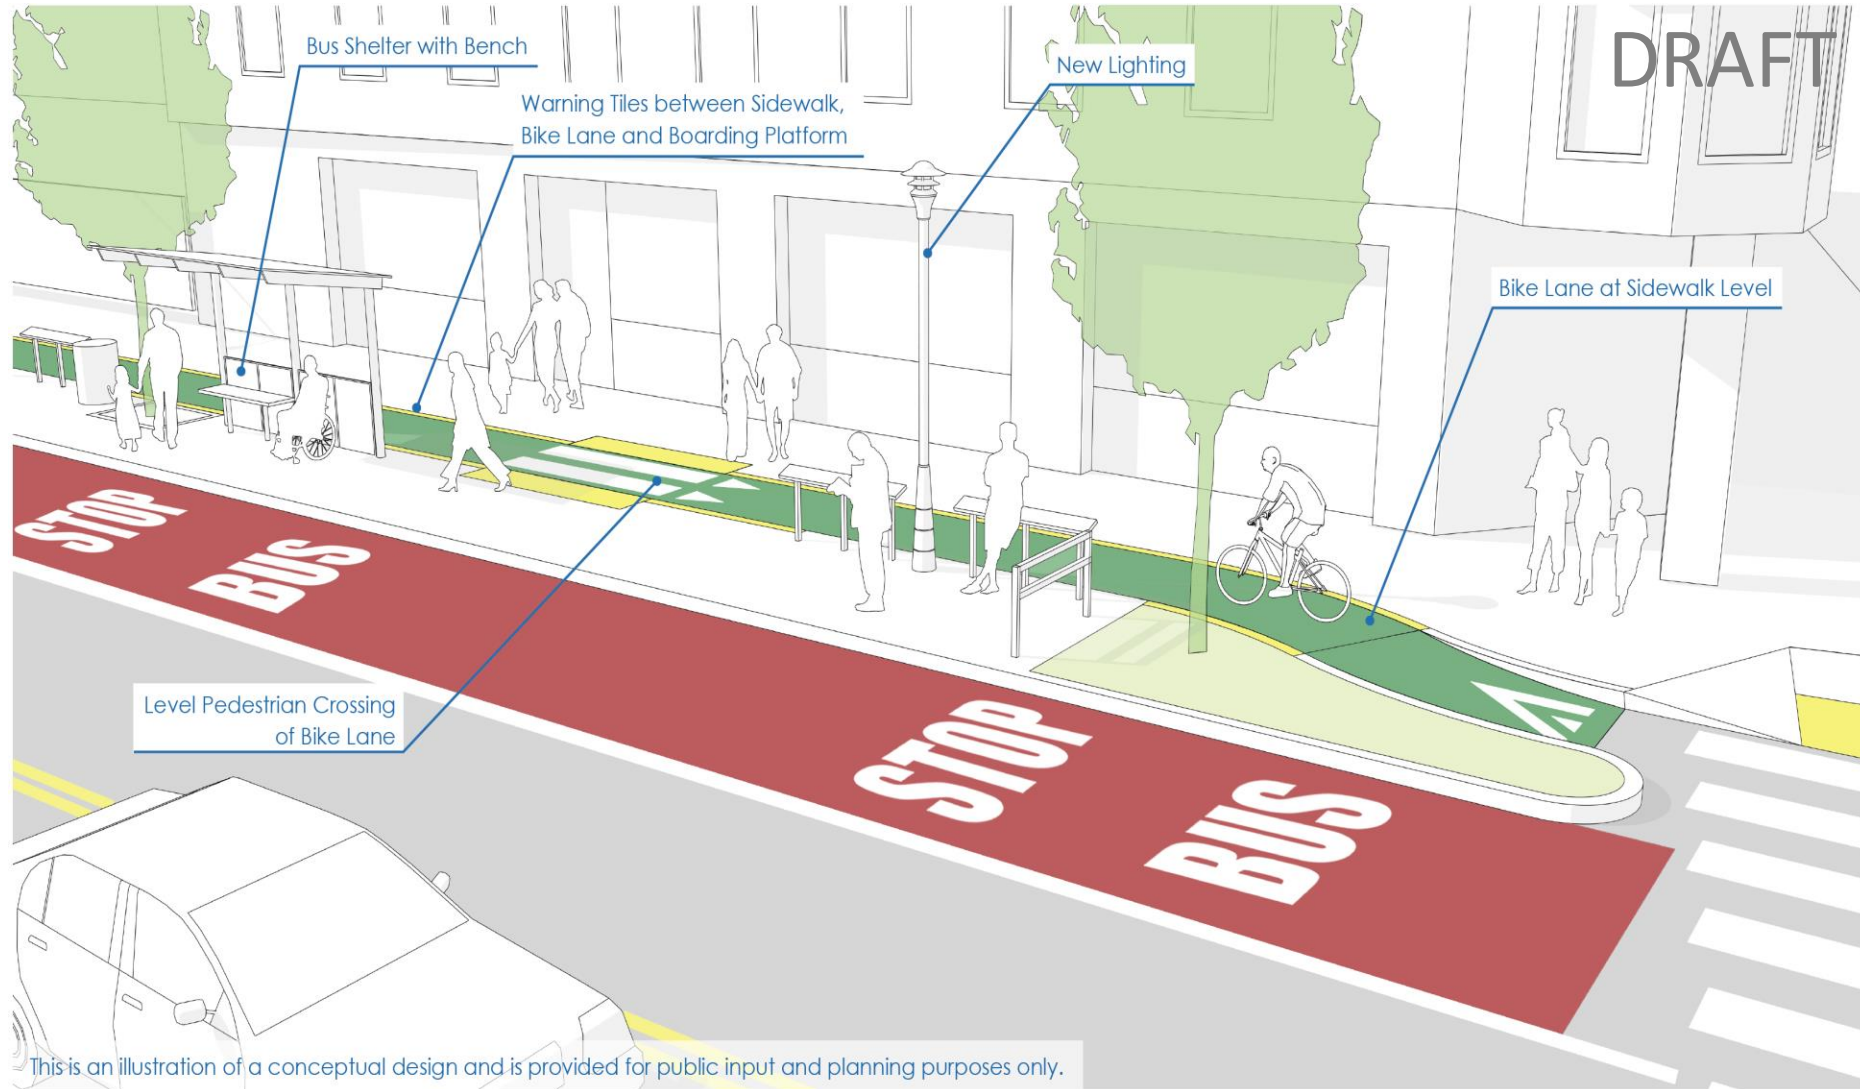 DRAFT
Bus Shelter with Bench
New Lighting
Warning Tiles between Sidewalk,
Bike Lane and Boarding Platform
Bike Lane at Sidewalk Level
STOP
BUS
Level Pedestrian Crossing
of Bike Lane
STOP
BUS
This is an illustration of a conceptual design and is provided for public input and planning purposes only.